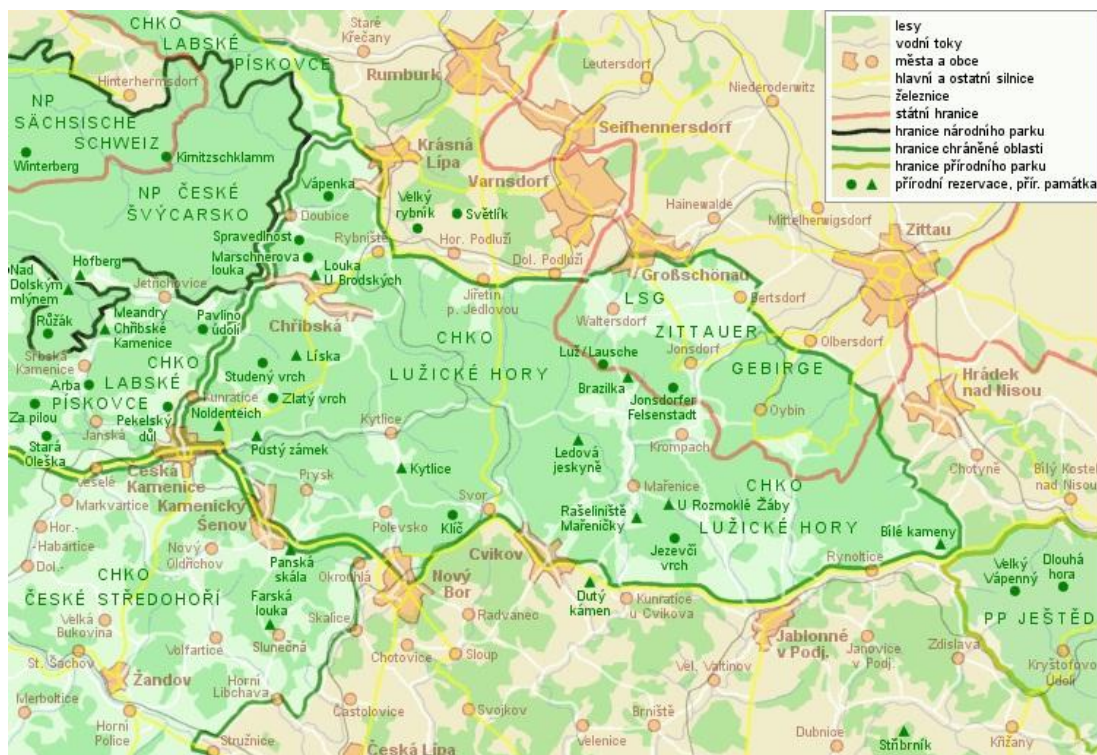 CHKO
LABSKÉ
PÍSKOVCE
Staré
Křečany
Rumburk
Leutersdorf
Niederoderwitz
Hinterhermsdorf
NP
SÄCHSISCHE
SCHWEIZ
Winterberg
Kirnitzschklamm
Krásná
Lípa
Seifhennersdorf
Varnsdorf
lesy
vodní toky
města a obce
hlavní a ostatní silnice
železnice
státní hranice
hranice národního parku
hranice chráněné oblasti
hranice přírodního parku
přírodní rezervace, přír. památka
NP ČESKÉ
ŠVÝCARSKO
Vápenka
Doubice
Velký
rybník
Světlík
Hainewalde
Mittelherwigsdorf
Zittau
Spravedlnost
Marschnerova
louka
Rybniště
Hor. Podluží
Dol. Podluží
Großschönau
Nad
Dolským
mlýnem
Hofberg
Jetřichovice
Louka
U Brodských
Jiřetín
p. Jedlovou
LSG
Waltersdorf
Bertsdorf
Růžák
Meandry
Chřibské
Kamenice
Pavlino
údolí
Chřibská
CHKO
ZITTAUER
Jonsdorf
Olbersdorf
Srbská
Kamenice
CHKO
LABSKÉ
PÍSKOVCE
Líska
Studený vrch
LUŽICKÉ HORY
Luž/Lausche
Brazilka
GEBIRGE
Hrádek
nad Nisou
Arba
Kunratice
Zlatý vrch
Jonsdorfer
Felsenstadt
Oybin
Za pilou
Pekelský
důl
Noldenteich
Janská
Kytlice
Stará
Oleška
Pustý zámek
Ledová
jeskyně
Krompach
Chotyně
Veselé
Česká
Kamenice
Prysk
Kytlice
Mařenice
CHKO
Bílý Kostel
nad Nisou
Markvartice
Kamenický
Šenov
Svor
U Rozmoklé Žáby
Polevsko
Klíč
Rašeliniště
Mařeničky
LUŽICKÉ HORY
Bílé kameny
Hor.-
Habartice
Dol.-
Nový
Oldřichov
Cvikov
Jezevčí
vrch
Panská
skála
Okrouhlá
Rynoltice
Velký
Vápenný
Dlouhá
hora
CHKO
ČESKÉ STŘEDOHOŘÍ
Nový
Bor
Dutý
kámen
Kunratice
u Cvikova
Farská
louka
Velká
Bukovina
Skalice
Radvanec
Jablonné
v Podj.
PP JEŠTĚD
St. Šachov
Volfartice
Slunečná
Chotovice
Sloup
Vel. Valtinov
Janovice
v Podj.
Zdislava
Kryštofovo
Údolí
Žandov
Merboltice
Horní
Libchava
Častolovice
Svojkov
Brniště
Horní
Police
Stružnice
Česká Lípa
Velenice
Dubnice
Stříbrník
Křižany